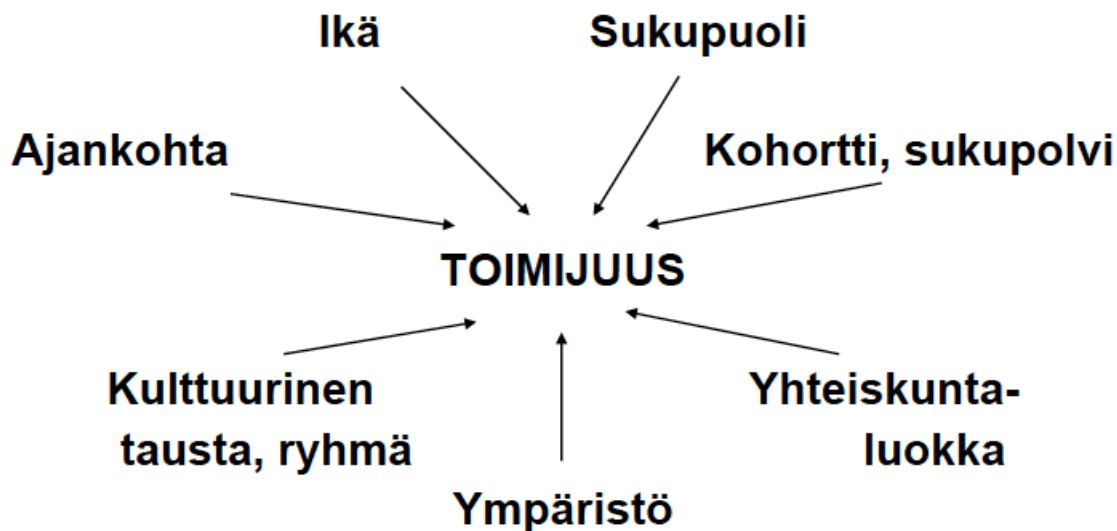 Ikä
Sukupuoli
Ajankohta
Kohortti, sukupolvi
TOIMIJUUS
Kulttuurinen
tausta, ryhmä
Yhteiskunta-
luokka
Ympäristö